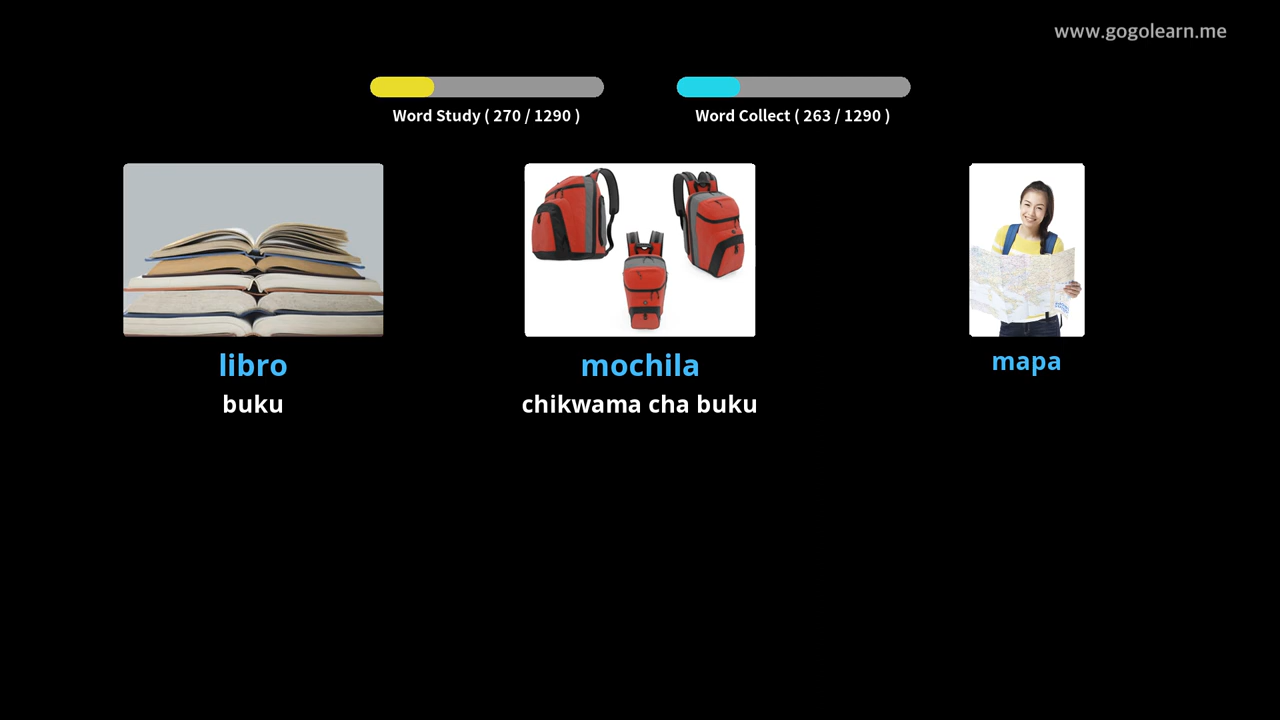 www.gogolearn.me
Word Study ( 270 / 1290 )
Word Collect ( 263 / 1290 )
libro
mochila
mapa
buku
chikwama cha buku